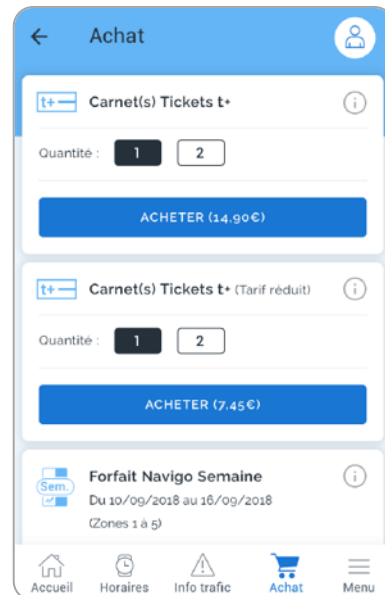 Achat
t+ Carnet(s) Tickets t+ i
Quantité : 1 2
ACHETER (14,90€)
t+ Carnet(s) Tickets t+ (Tarif réduit) i
Quantité : 1 2
ACHETER (7,45€)
Forfait Navigo Semaine i
Sem. Du 10/09/2018 au 16/09/2018
(Zones 1 à 5)
Accueil Horaires Info trafic Achat Menu